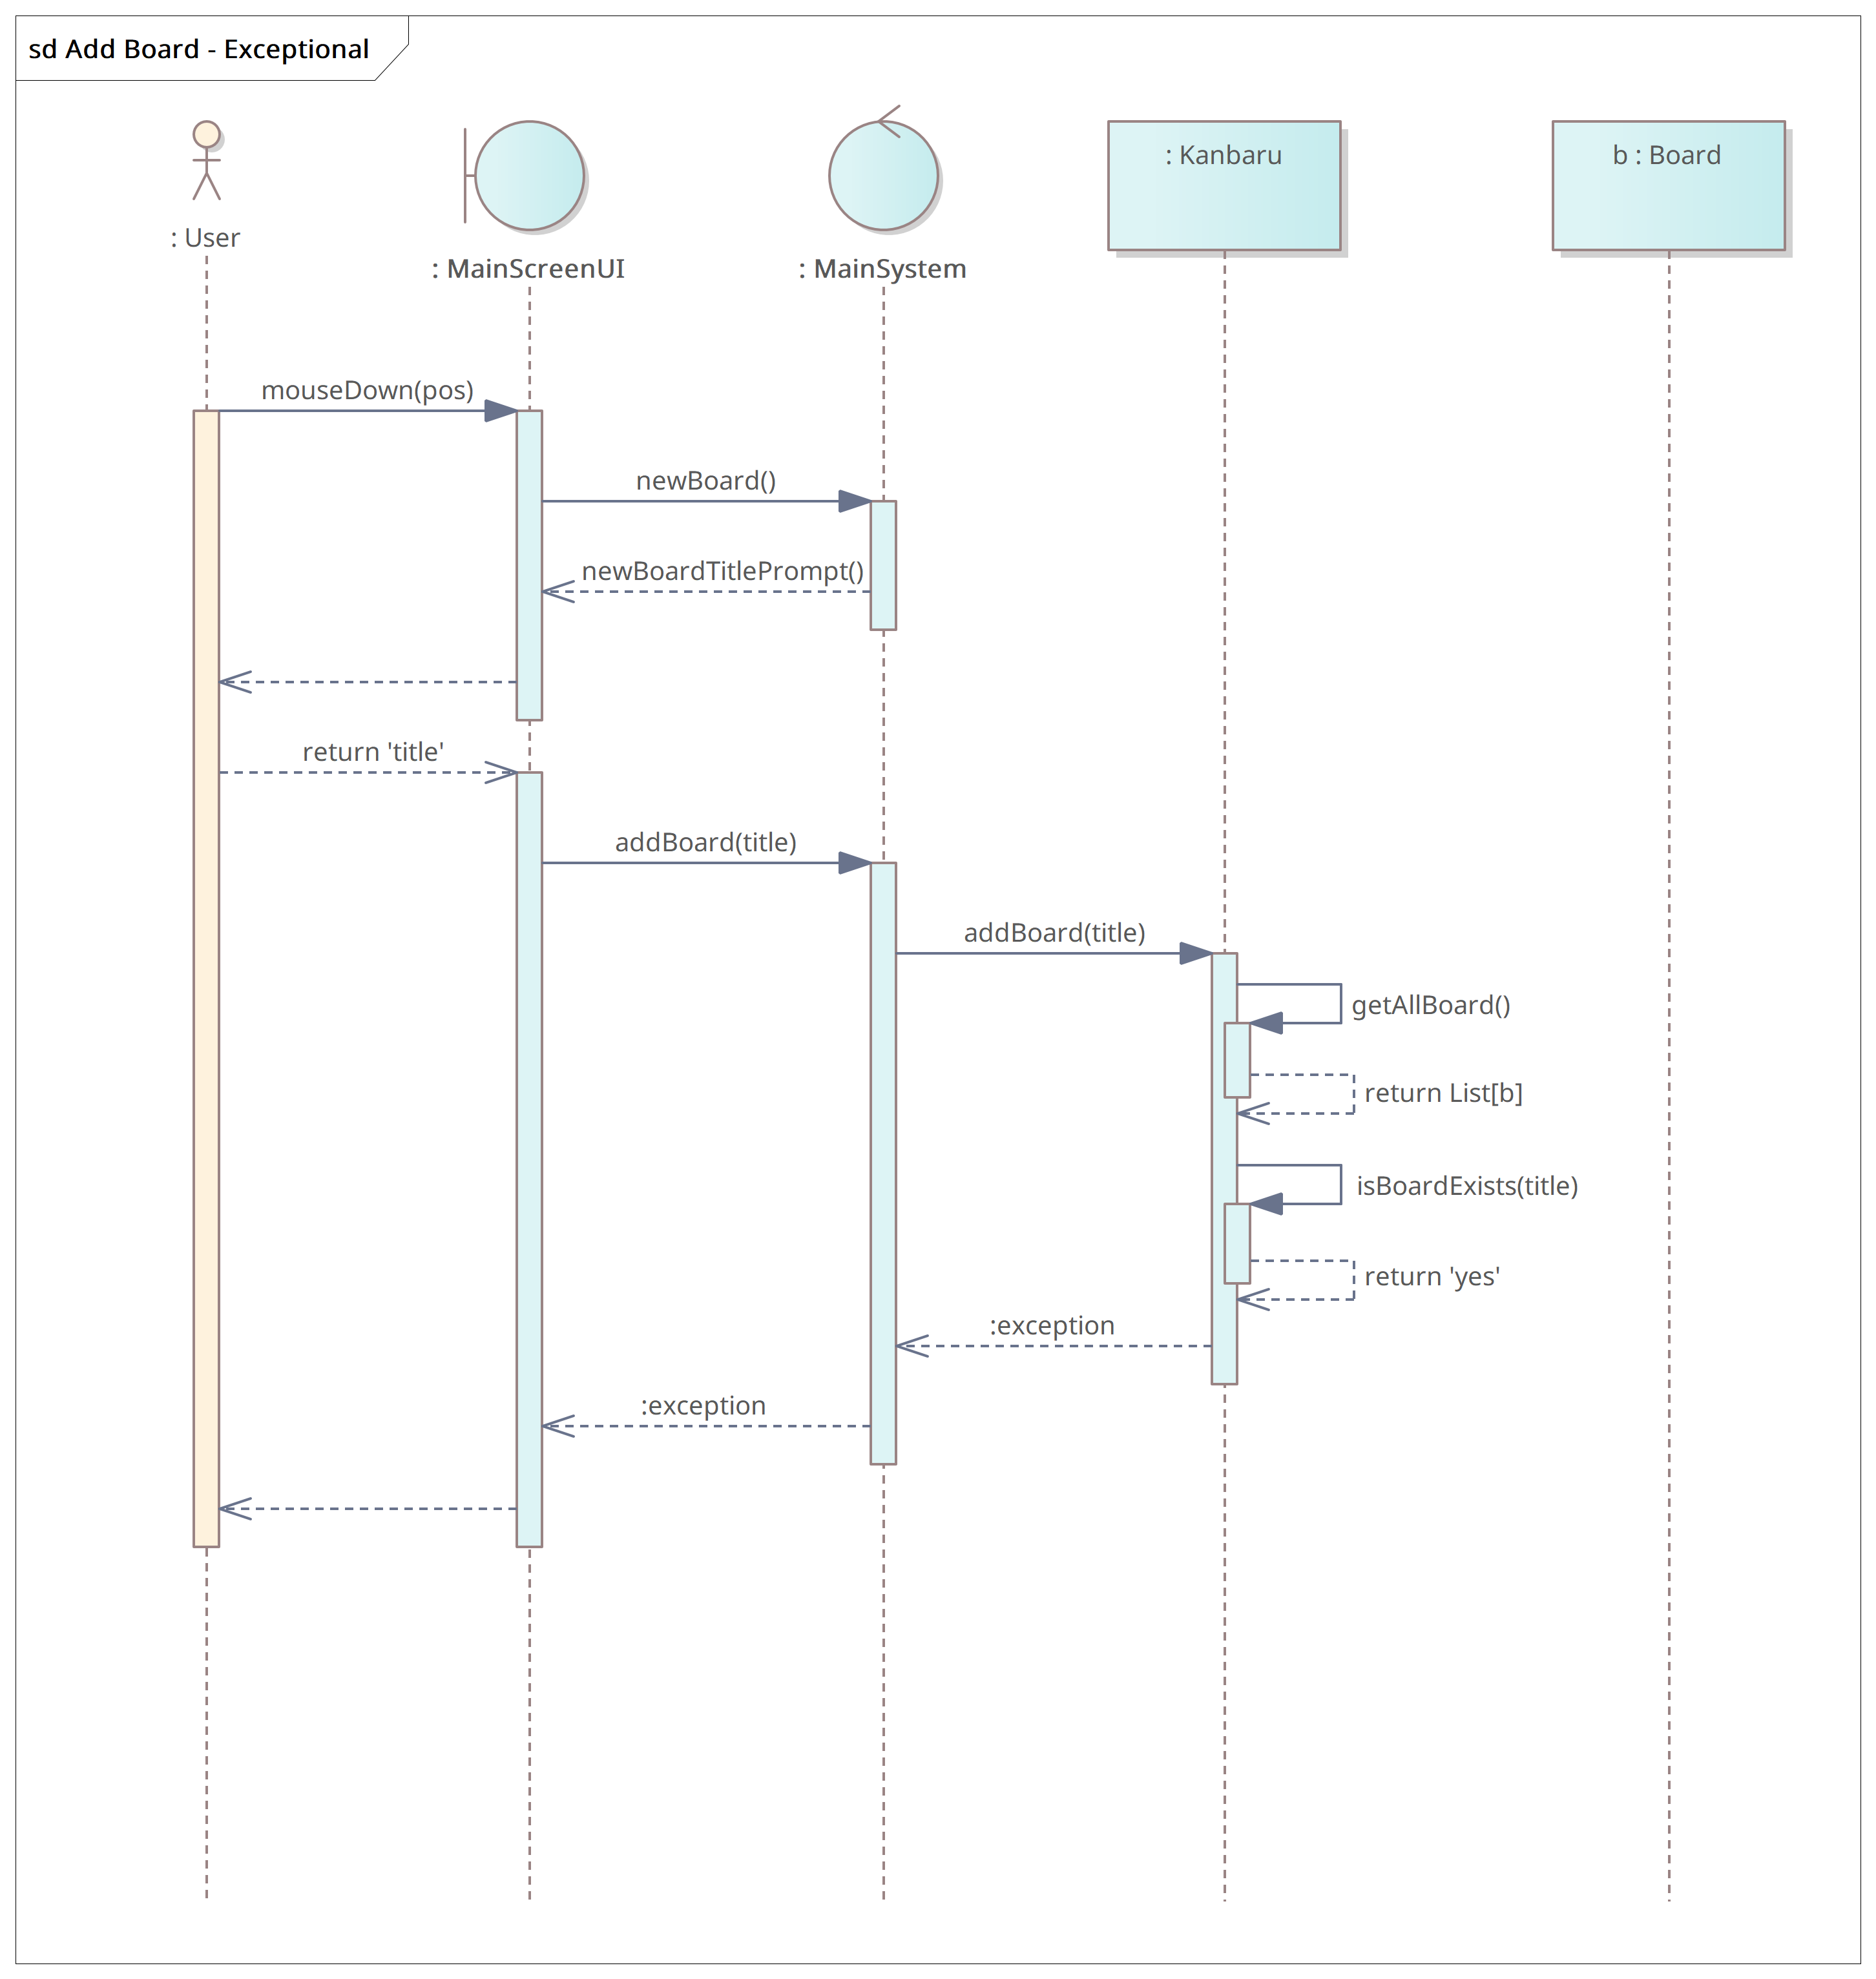 sd Add Board - Exceptional
: User
: MainScreenUI
: MainSystem
: Kanbaru
b : Board
mouseDown(pos)
newBoard()
newBoardTitlePrompt()
return 'title'
addBoard(title)
addBoard(title)
getAllBoard()
return List[b]
isBoardExists(title)
return 'yes'
:exception
:exception